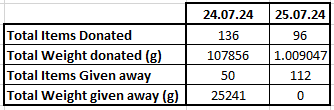 24.07.24 25.07.24
Total Items Donated 136 96
Total Weight donated (g) 107856 1.009047
Total Items Given away 50 112
Total Weight given away (g) 25241 0